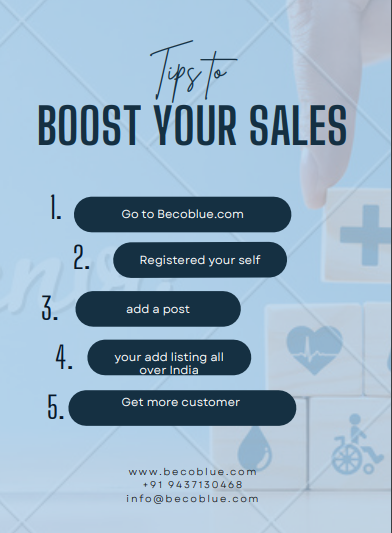 Tips to
BOOST YOUR SALES
1. Go to Becoblue.com
2. Registered your self
3. add a post
4. your add listing all
over India
5. Get more customer
www.becoblue.com
+91 9437130468
info@becoblue.com